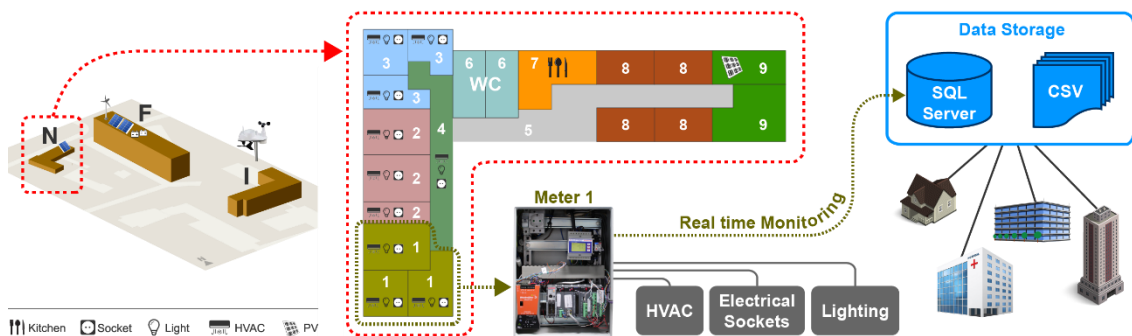 N
F
I
#4
Kitchen
Socket
Light
HVAC
PV
3
3
3
6
6
WC
7
8
8
9
2
4
5
8
8
9
2
2
1
1
1
Meter 1
Real time Monitoring
HVAC
Electrical
Sockets
Lighting
Data Storage
SQL
Server
CSV